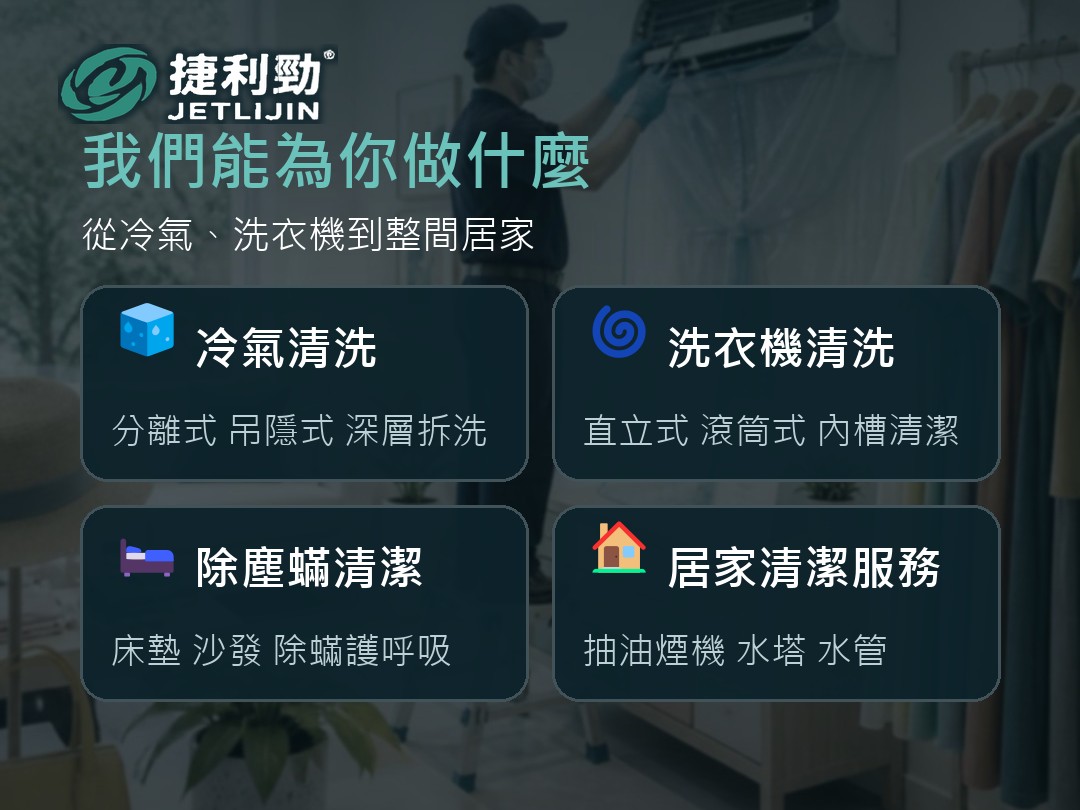 捷利勁®
JETLIJIN
我們能為你做什麼
從冷氣、洗衣機到整間居家
冷氣清洗
分離式 吊隱式 深層拆洗
洗衣機清洗
直立式 滾筒式 內槽清潔
除塵蟎清潔
床墊 沙發 除蟎護呼吸
居家清潔服務
抽油煙機 水塔 水管